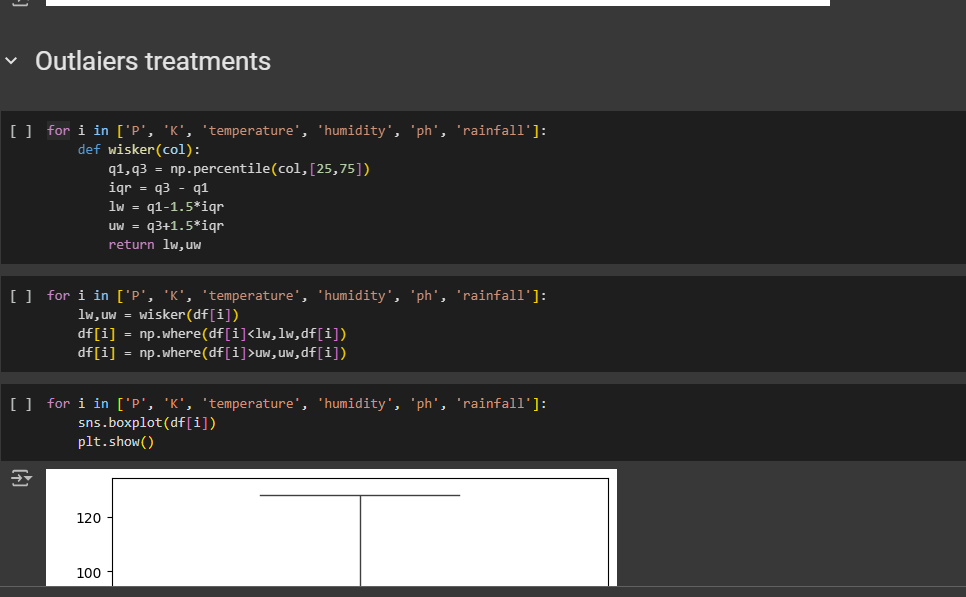 Outlaiers treatments
[ ] for i in ['P', 'K', 'temperature', 'humidity', 'ph', 'rainfall']:
def wisker(col):
q1,q3 = np.percentile(col,[25,75])
iqr = q3 - q1
lw = q1-1.5*iqr
uw = q3+1.5*iqr
return lw,uw
[ ] for i in ['P', 'K', 'temperature', 'humidity', 'ph', 'rainfall']:
lw,uw = wisker(df[i])
df[i] = np.where(df[i]<lw,lw,df[i])
df[i] = np.where(df[i]>uw,uw,df[i])
[ ] for i in ['P', 'K', 'temperature', 'humidity', 'ph', 'rainfall']:
sns.boxplot(df[i])
plt.show()
120
100